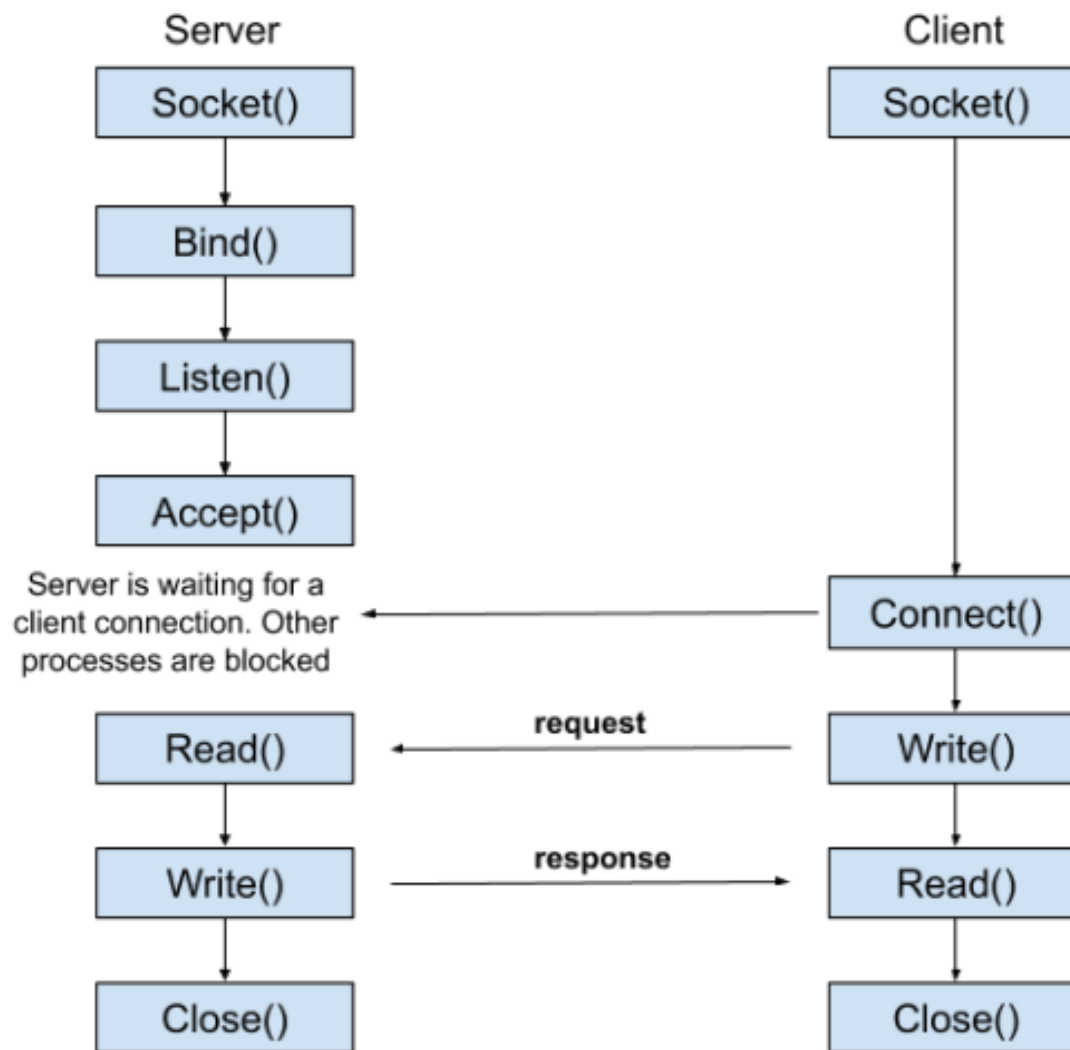 Server
Client
Socket()
Socket()
Bind()
Listen()
Accept()
Server is waiting for a
client connection. Other
processes are blocked
Connect()
request
Read()
Write()
response
Write()
Read()
Close()
Close()